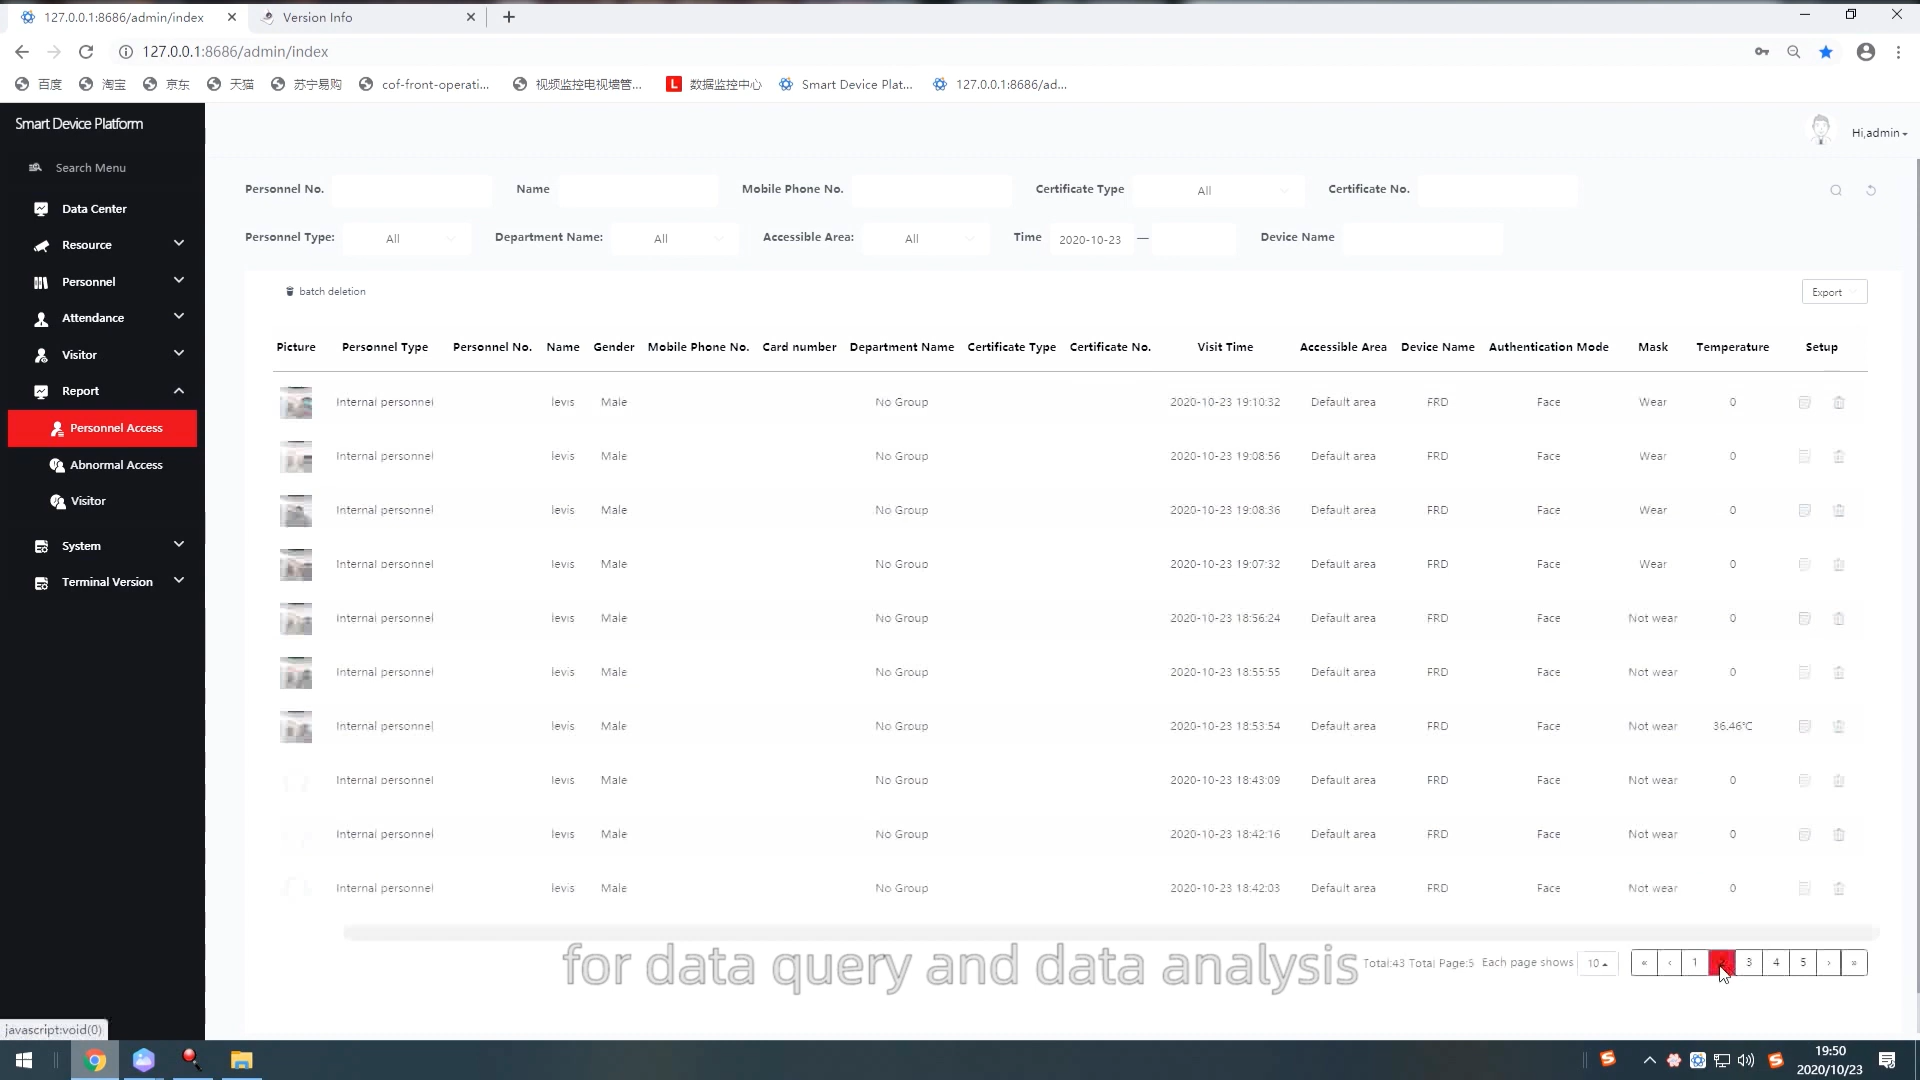 127.0.0.1:8686/admin/index
Version Info
127.0.0.1:8686/admin/index
百度
淘宝
京东
天猫
苏宁易购
cof-front-operati...
视频监控电视墙管...
L 数据监控中心
Smart Device Plat...
127.0.0.1:8686/ad...
Smart Device Platform
Hi,admin
Search Menu
Data Center
Resource
Personnel
Attendance
Visitor
Report
Personnel Access
Abnormal Access
Visitor
System
Terminal Version
Personnel No. Name Mobile Phone No. Certificate Type All Certificate No.
Personnel Type: All Department Name: All Accessible Area: All Time 2020-10-23 — Device Name
batch deletion
Export
Picture Personnel Type Personnel No. Name Gender Mobile Phone No. Card number Department Name Certificate Type Certificate No. Visit Time Accessible Area Device Name Authentication Mode Mask Temperature Setup
Internal personnel levis Male No Group 2020-10-23 19:10:32 Default area FRD Face Wear 0
Internal personnel levis Male No Group 2020-10-23 19:08:56 Default area FRD Face Wear 0
Internal personnel levis Male No Group 2020-10-23 19:08:36 Default area FRD Face Wear 0
Internal personnel levis Male No Group 2020-10-23 19:07:32 Default area FRD Face Wear 0
Internal personnel levis Male No Group 2020-10-23 18:56:24 Default area FRD Face Not wear 0
Internal personnel levis Male No Group 2020-10-23 18:55:55 Default area FRD Face Not wear 0
Internal personnel levis Male No Group 2020-10-23 18:53:54 Default area FRD Face Not wear 36.46℃
Internal personnel levis Male No Group 2020-10-23 18:43:09 Default area FRD Face Not wear 0
Internal personnel levis Male No Group 2020-10-23 18:42:16 Default area FRD Face Not wear 0
Internal personnel levis Male No Group 2020-10-23 18:42:03 Default area FRD Face Not wear 0
for data query and data analysis
Total:43 Total Page:5 Each page shows 10 « ‹ 1 2 3 4 5 › »
javascript:void(0)
19:50
2020/10/23